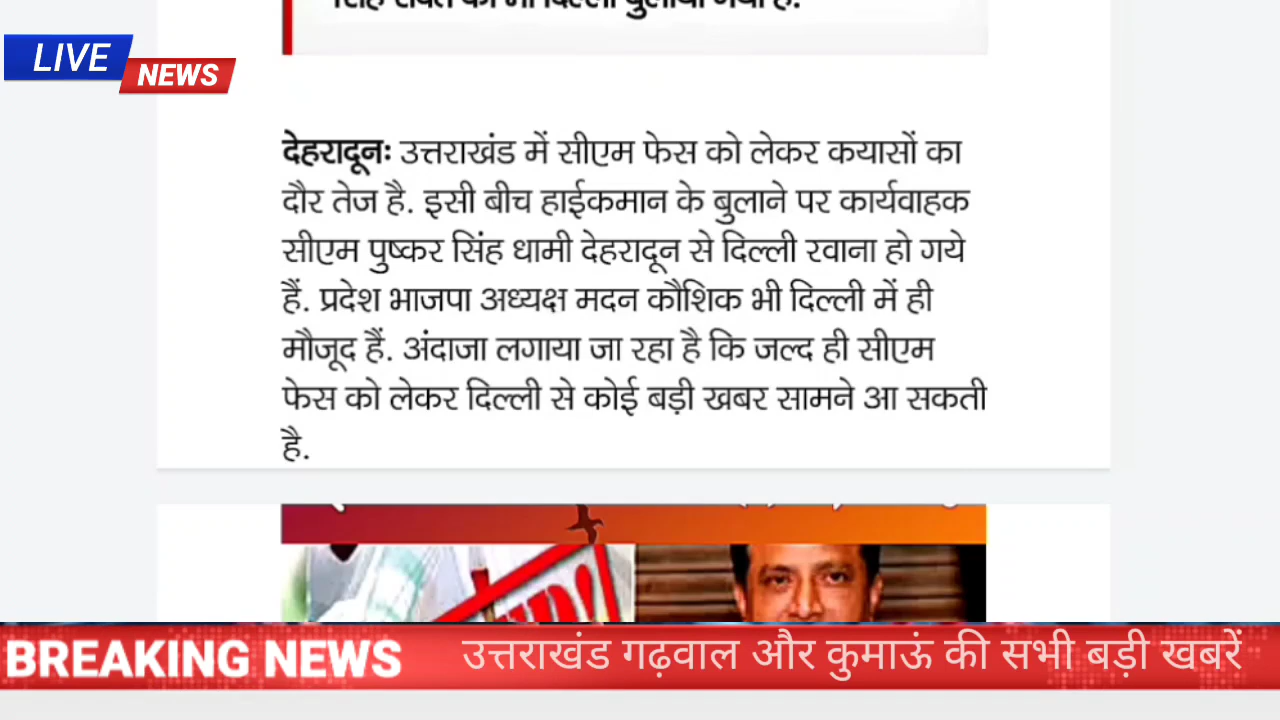 LIVE
NEWS
देहरादूनः उत्तराखंड में सीएम फेस को लेकर कयासों का
दौर तेज है. इसी बीच हाईकमान के बुलाने पर कार्यवाहक
सीएम पुष्कर सिंह धामी देहरादून से दिल्ली रवाना हो गये
हैं. प्रदेश भाजपा अध्यक्ष मदन कौशिक भी दिल्ली में ही
मौजूद हैं. अंदाजा लगाया जा रहा है कि जल्द ही सीएम
फेस को लेकर दिल्ली से कोई बड़ी खबर सामने आ सकती
है.
BREAKING NEWS
उत्तराखंड गढ़वाल और कुमाऊं की सभी बड़ी खबरें